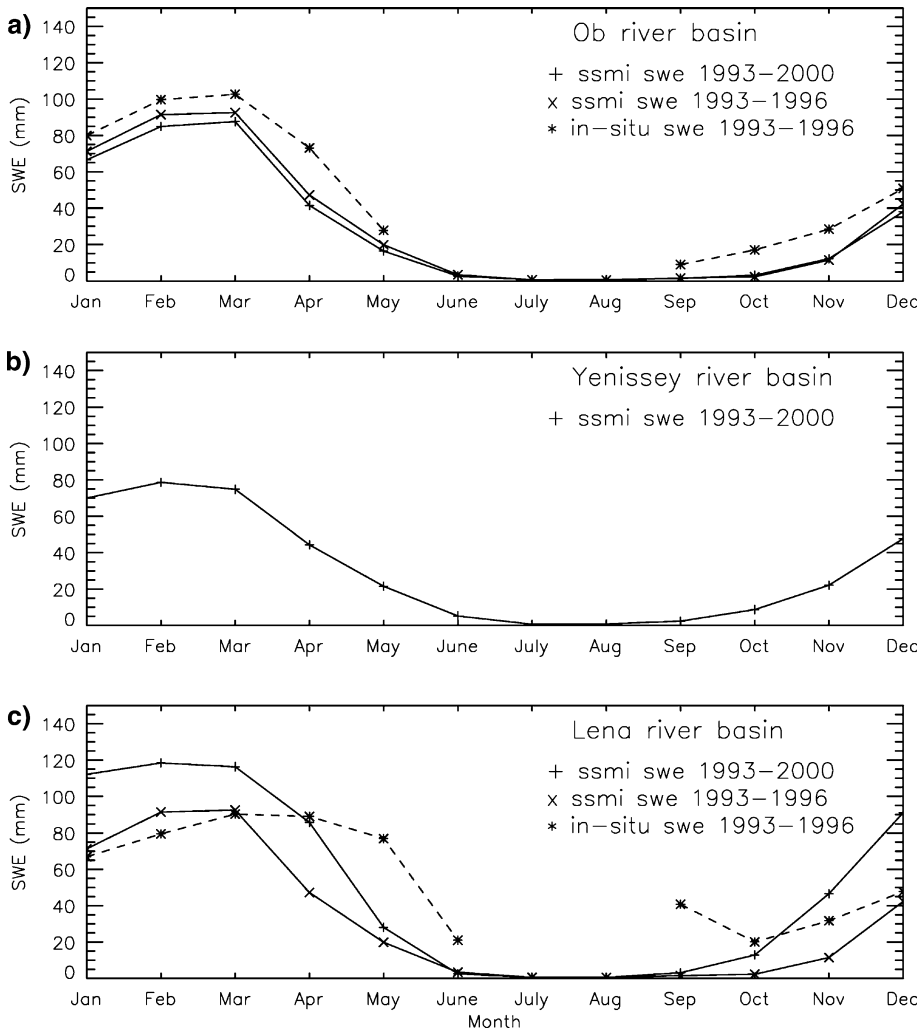 a)
140
120
100
80
60
40
20
0
SWE (mm)
Ob river basin
+ ssmi swe 1993-2000
× ssmi swe 1993-1996
* in-situ swe 1993-1996
Jan Feb Mar Apr May June July Aug Sep Oct Nov Dec
b)
140
120
100
80
60
40
20
0
SWE (mm)
Yenissey river basin
+ ssmi swe 1993-2000
Jan Feb Mar Apr May June July Aug Sep Oct Nov Dec
c)
140
120
100
80
60
40
20
0
SWE (mm)
Lena river basin
+ ssmi swe 1993-2000
× ssmi swe 1993-1996
* in-situ swe 1993-1996
Jan Feb Mar Apr May June July Aug Sep Oct Nov Dec
Month